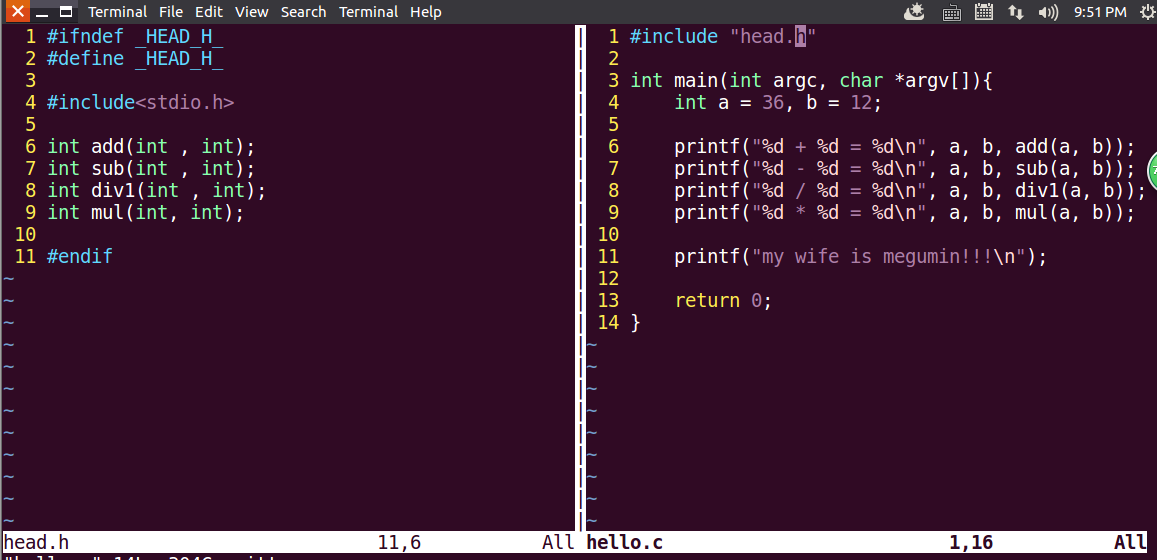 Terminal File Edit View Search Terminal Help 9:51 PM
1 #ifndef _HEAD_H_
2 #define _HEAD_H_
3
4 #include<stdio.h>
5
6 int add(int , int);
7 int sub(int , int);
8 int div1(int , int);
9 int mul(int, int);
10
11 #endif
~
~
~
~
~
~
~
~
~
~
~
~
head.h 11,6 All
1 #include "head.h"
2
3 int main(int argc, char *argv[]){
4     int a = 36, b = 12;
5
6     printf("%d + %d = %d\n", a, b, add(a, b));
7     printf("%d - %d = %d\n", a, b, sub(a, b));
8     printf("%d / %d = %d\n", a, b, div1(a, b));
9     printf("%d * %d = %d\n", a, b, mul(a, b));
10
11     printf("my wife is megumin!!!\n");
12
13     return 0;
14 }
~
~
~
~
~
~
~
~
~
hello.c 1,16 All